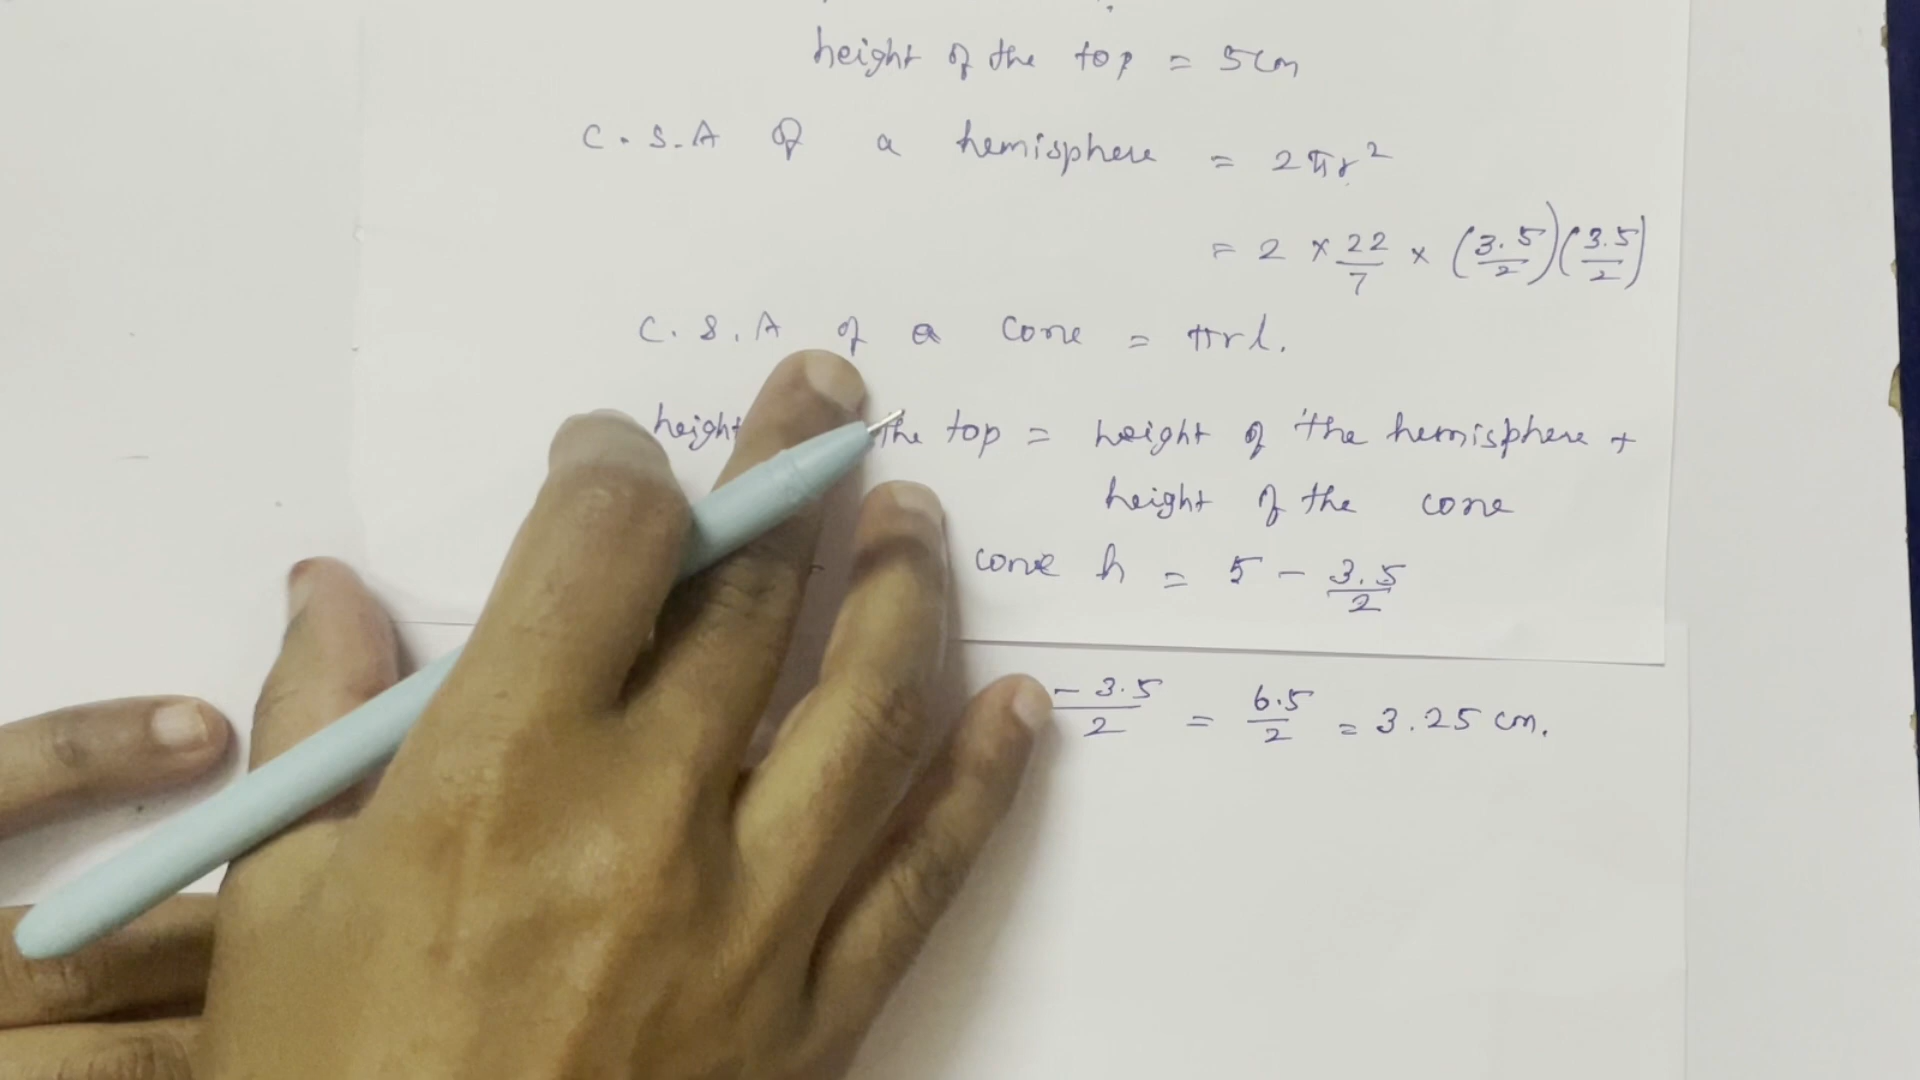 height of the top = 5cm
C.S.A of a hemisphere = 2πr²
= 2 × 22/7 × (3.5/2)(3.5/2)
C.S.A of a cone = πrl.
height the top = height of the hemisphere +
height of the cone
cone h = 5 - 3.5/2
- 3.5/2 = 6.5/2 = 3.25 cm.